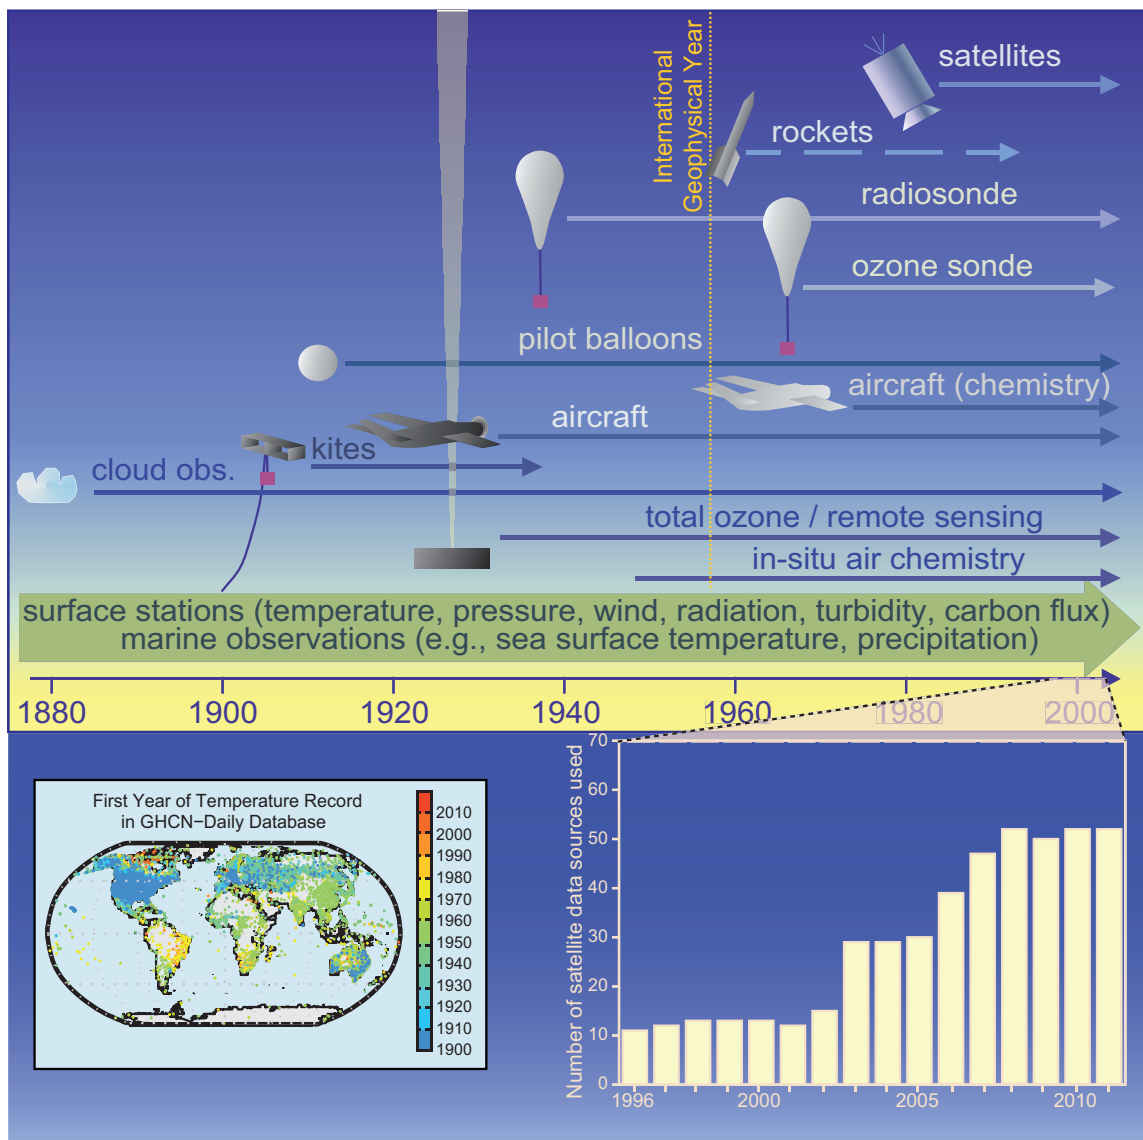 International
Geophysical Year
satellites
rockets
radiosonde
ozone sonde
pilot balloons
aircraft (chemistry)
aircraft
kites
cloud obs.
total ozone / remote sensing
in-situ air chemistry
surface stations (temperature, pressure, wind, radiation, turbidity, carbon flux)
marine observations (e.g., sea surface temperature, precipitation)
1880 1900 1920 1940 1960 1980 2000
First Year of Temperature Record
in GHCN−Daily Database
2010
2000
1990
1980
1970
1960
1950
1940
1930
1920
1910
1900
Number of satellite data sources used
70
60
50
40
30
20
10
0
1996 2000 2005 2010